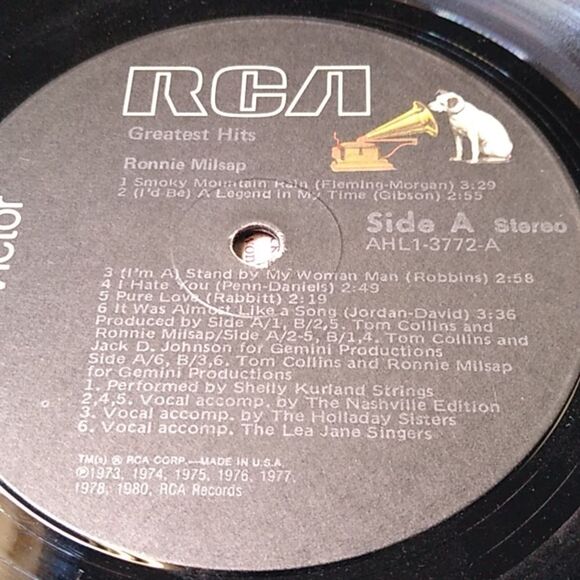 RCA
Victor
Greatest Hits
Ronnie Milsap
1 Smoky Mountain Rain (Fleming-Morgan) 3:29
2 (I'd Be) A Legend in My Time (Gibson) 2:55
Side A Stereo
AHL1-3772-A
3 (I'm A) Stand by My Woman Man (Robbins) 2:58
4 I Hate You (Penn-Daniels) 2:49
5 Pure Love (Rabbitt) 2:19
6 It Was Almost Like a Song (Jordan-David) 3:36
Produced by Side A/1, B/2,5. Tom Collins and
Ronnie Milsap/Side A/2-5, B/1,4. Tom Collins and
Jack D. Johnson for Gemini Productions
Side A/6, B/3,6. Tom Collins and Ronnie Milsap
for Gemini Productions
1. Performed by Shelly Kurland Strings
2,4,5. Vocal accomp. by The Nashville Edition
3. Vocal accomp. by The Holladay Sisters
6. Vocal accomp. The Lea Jane Singers
TM(s) ® RCA CORP.—MADE IN U.S.A.
℗1973, 1974, 1975, 1976, 1977,
1978, 1980, RCA Records